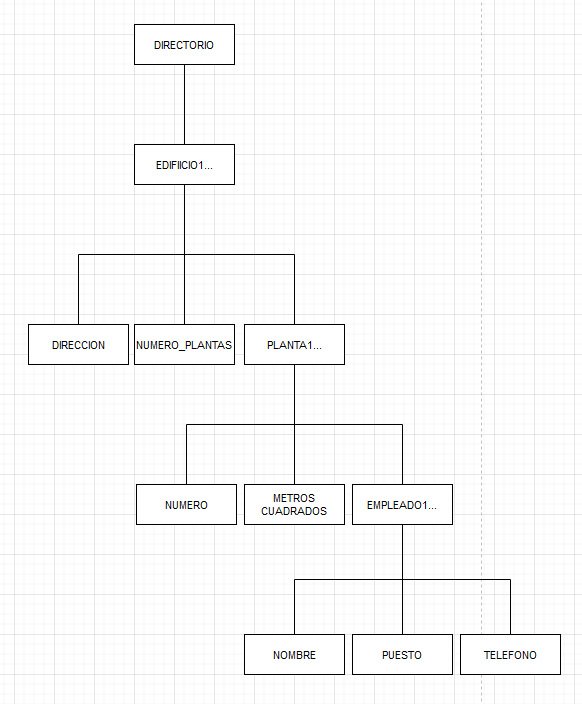 DIRECTORIO
EDIFIICIO1...
DIRECCION
NUMERO_PLANTAS
PLANTA1...
NUMERO
METROS
CUADRADOS
EMPLEADO1...
NOMBRE
PUESTO
TELEFONO